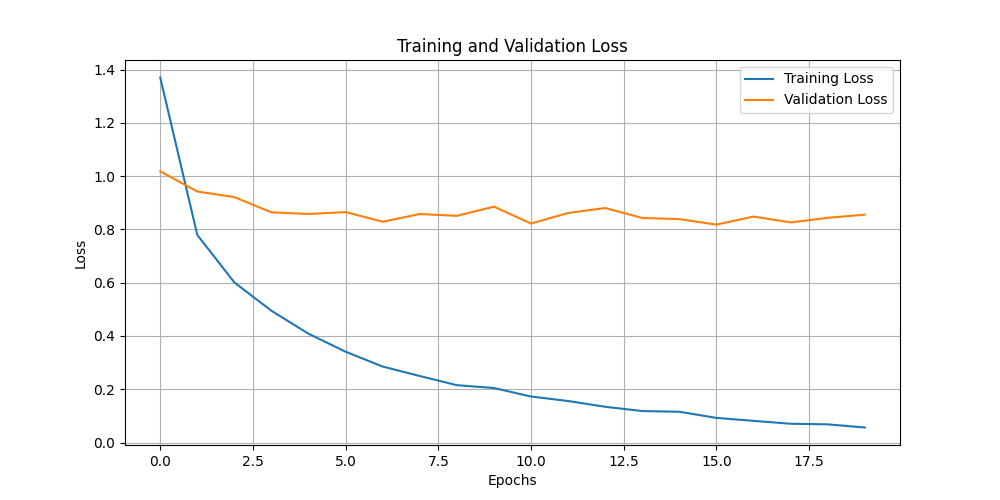 Training and Validation Loss
Training Loss
Validation Loss
1.4
1.2
1.0
0.8
0.6
0.4
0.2
0.0
Loss
0.0 2.5 5.0 7.5 10.0 12.5 15.0 17.5
Epochs